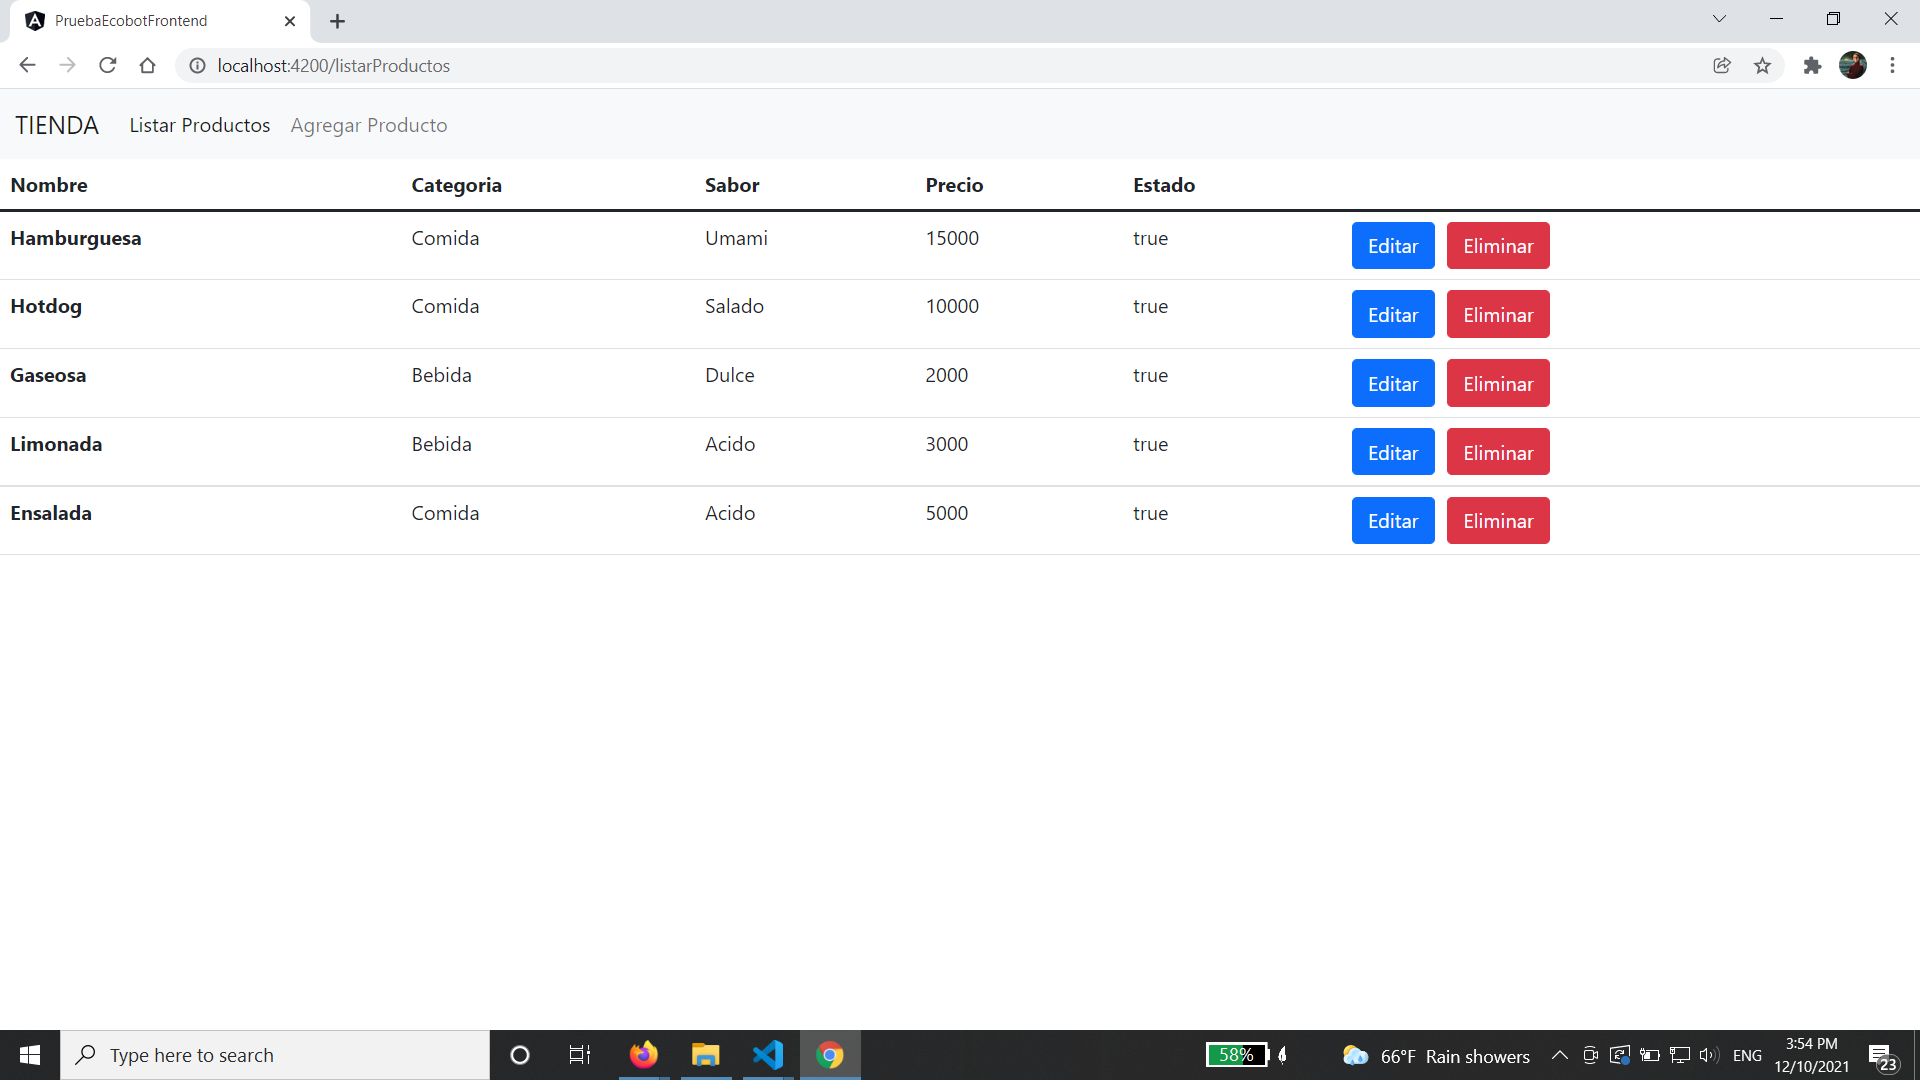 PruebaEcobotFrontend
localhost:4200/listarProductos
TIENDA Listar Productos Agregar Producto
Nombre Categoria Sabor Precio Estado
Hamburguesa Comida Umami 15000 true Editar Eliminar
Hotdog Comida Salado 10000 true Editar Eliminar
Gaseosa Bebida Dulce 2000 true Editar Eliminar
Limonada Bebida Acido 3000 true Editar Eliminar
Ensalada Comida Acido 5000 true Editar Eliminar
Type here to search 58% 66°F Rain showers ENG 3:54 PM
12/10/2021 23